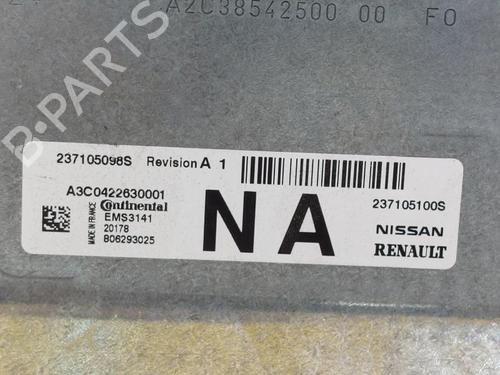 A2C38542500 00 F0
B-PARTS
237105098S Revision A 1
A3C0422630001
Continental
MADE IN FRANCE
EMS3141
20178
806293025
NA
237105100S
NISSAN
RENAULT